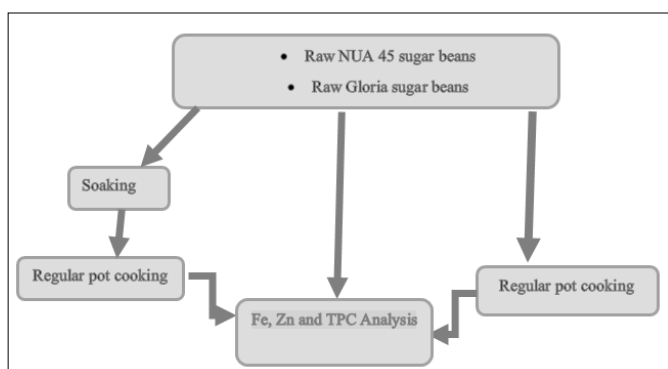 • Raw NUA 45 sugar beans
• Raw Gloria sugar beans
Soaking
Regular pot cooking
Regular pot cooking
Fe, Zn and TPC Analysis